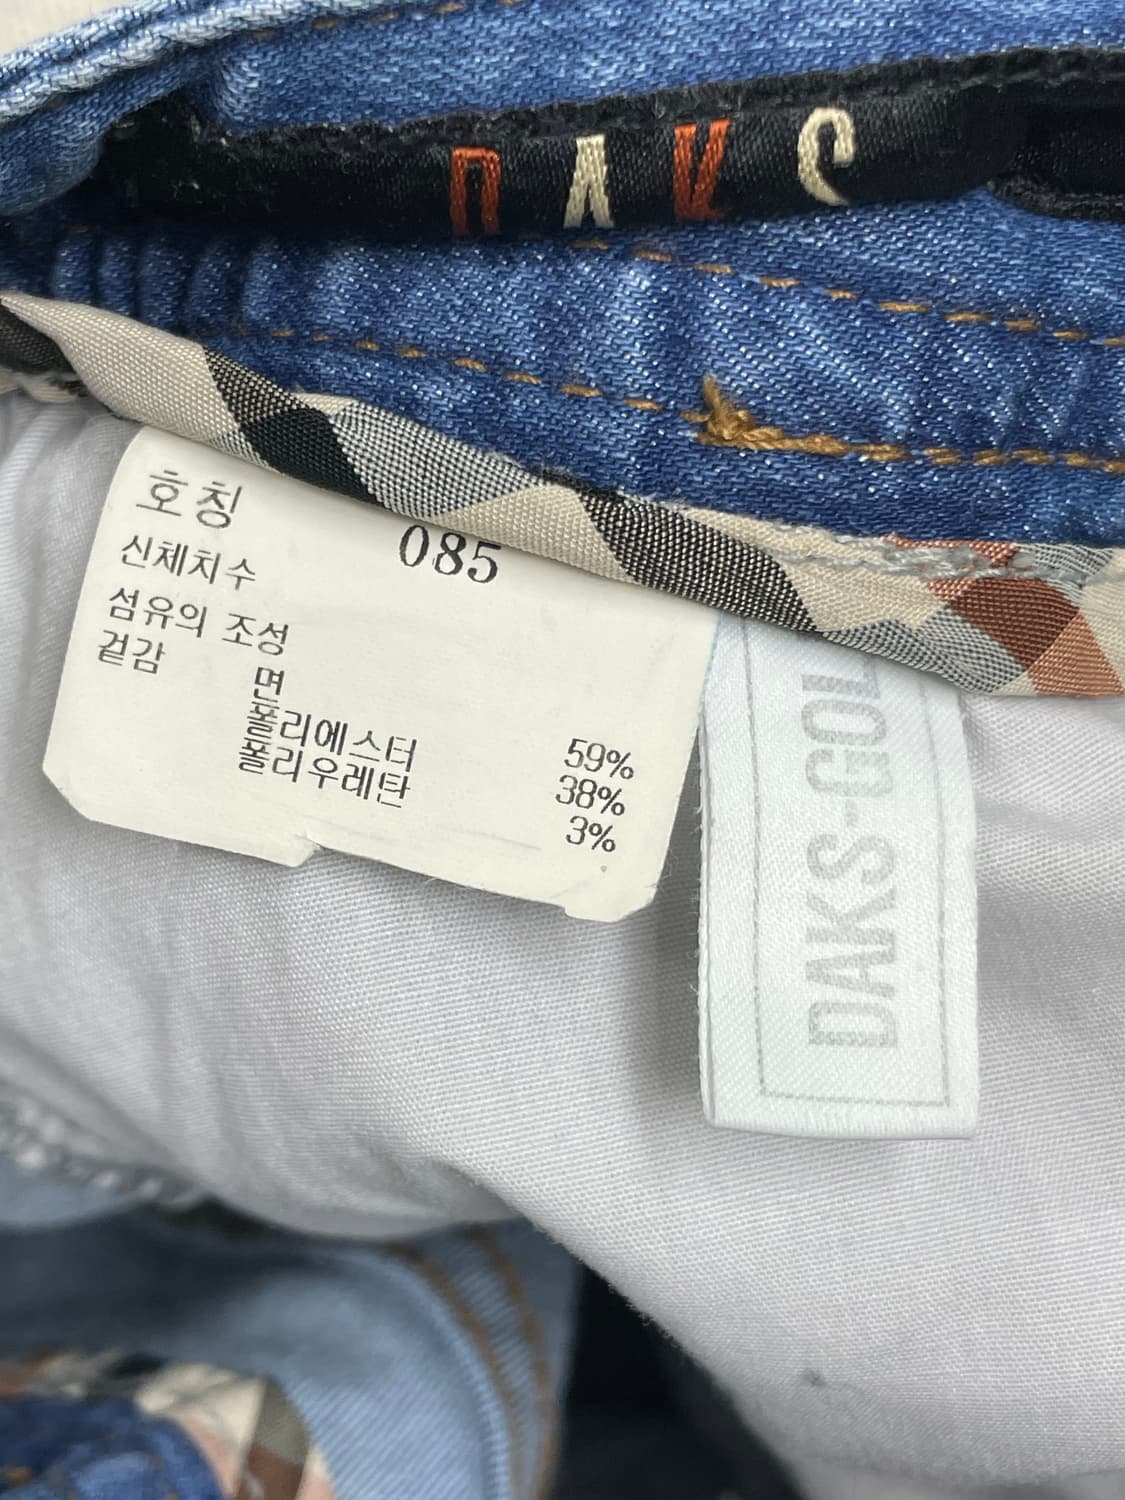 DAKS
호칭 085
신체치수
섬유의 조성
겉감
면 59%
폴리에스터 38%
폴리우레탄 3%
DAKS-GOL